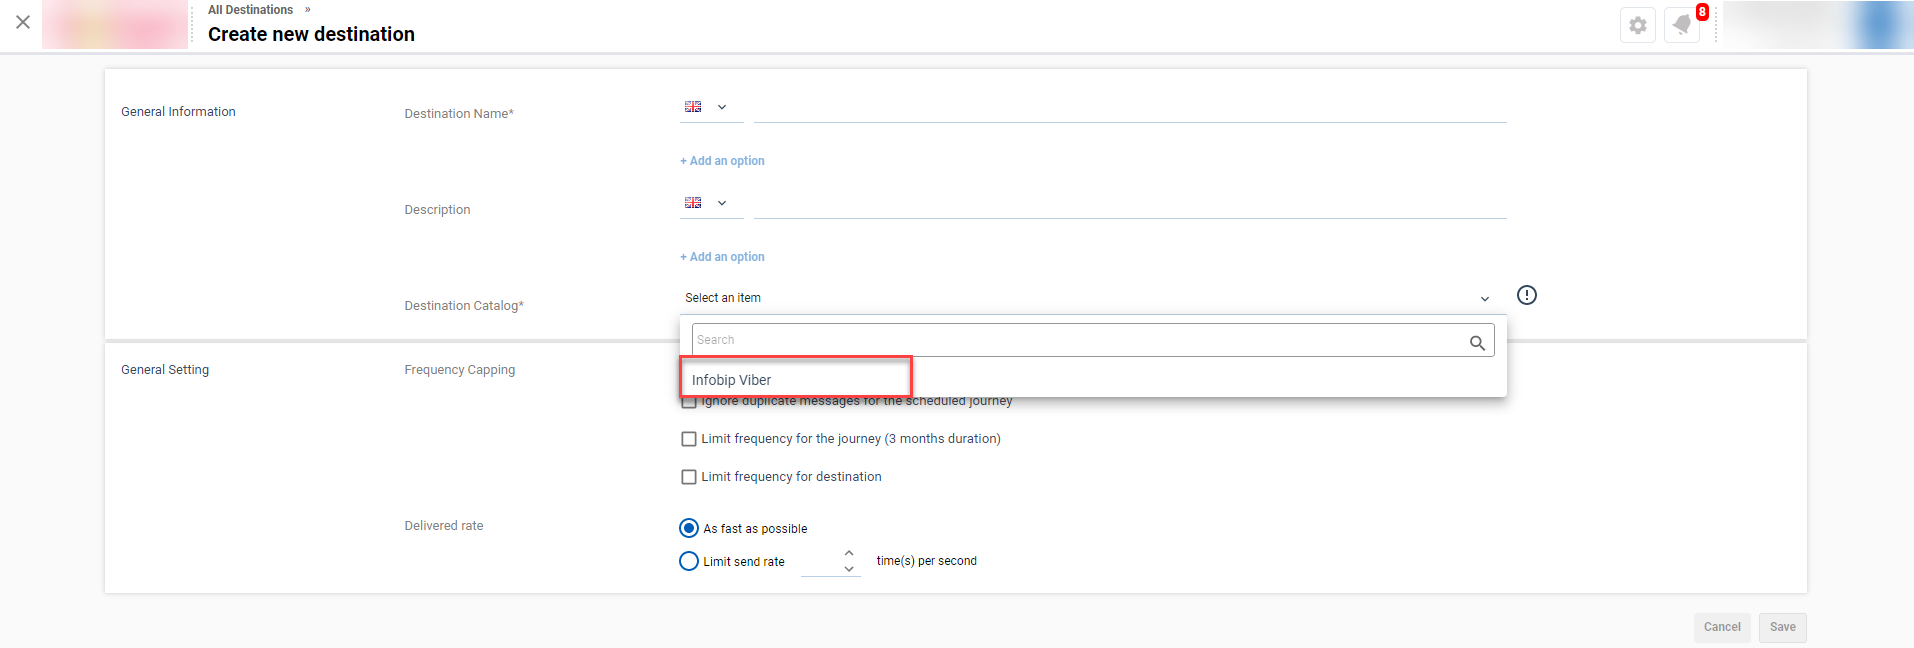 All Destinations »
Create new destination
8
General Information
Destination Name*
+ Add an option
Description
+ Add an option
Destination Catalog*
Select an item
Search
Infobip Viber
General Setting
Frequency Capping
Ignore duplicate messages for the scheduled journey
Limit frequency for the journey (3 months duration)
Limit frequency for destination
Delivered rate
As fast as possible
Limit send rate
time(s) per second
Cancel
Save